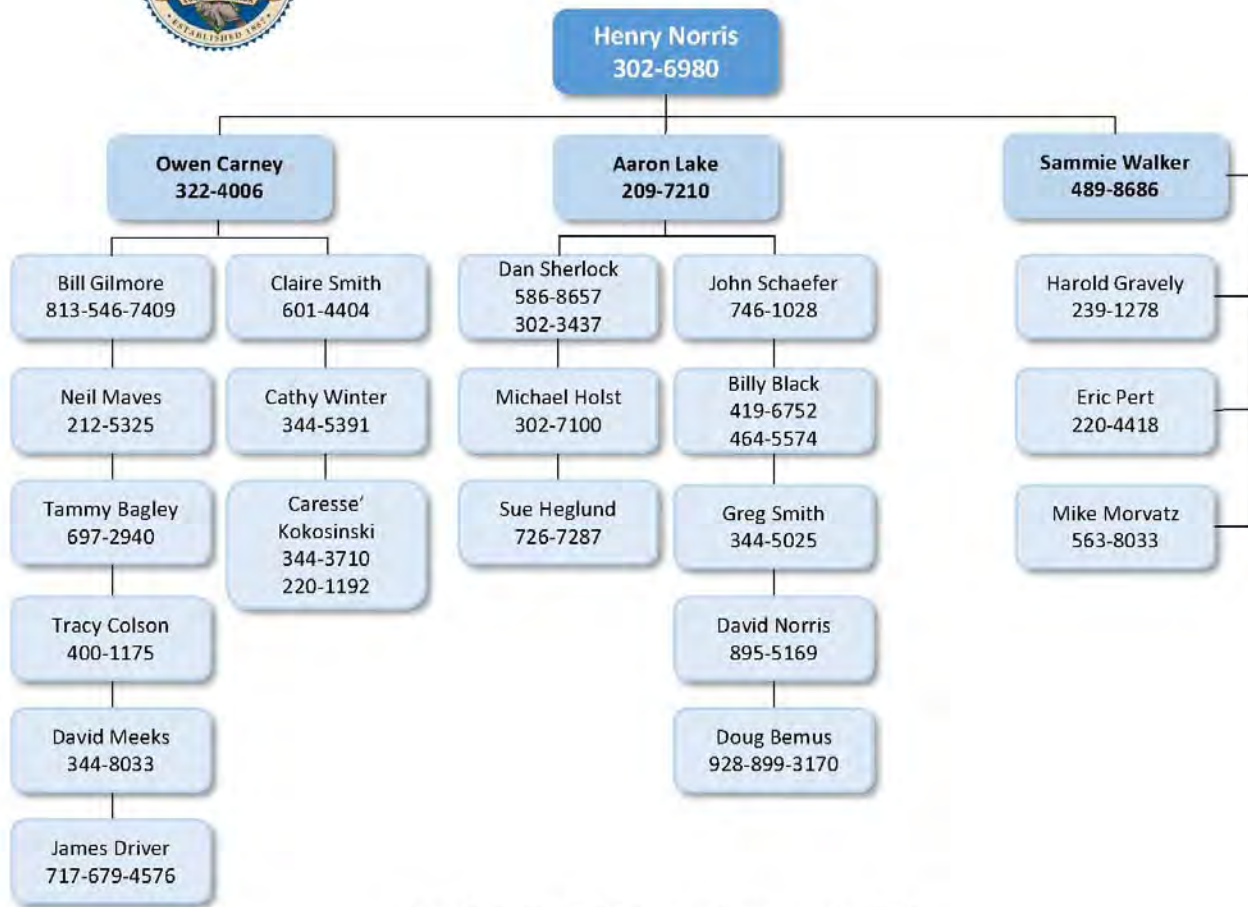 ESTABLISHED 1887
Henry Norris
302-6980
Owen Carney
322-4006
Aaron Lake
209-7210
Sammie Walker
489-8686
Bill Gilmore
813-546-7409
Claire Smith
601-4404
Dan Sherlock
586-8657
302-3437
John Schaefer
746-1028
Harold Gravely
239-1278
Neil Maves
212-5325
Cathy Winter
344-5391
Michael Holst
302-7100
Billy Black
419-6752
464-5574
Eric Pert
220-4418
Tammy Bagley
697-2940
Caresse’
Kokosinski
344-3710
220-1192
Sue Heglund
726-7287
Greg Smith
344-5025
Mike Morvatz
563-8033
Tracy Colson
400-1175
David Norris
895-5169
David Meeks
344-8033
Doug Bemus
928-899-3170
James Driver
717-679-4576